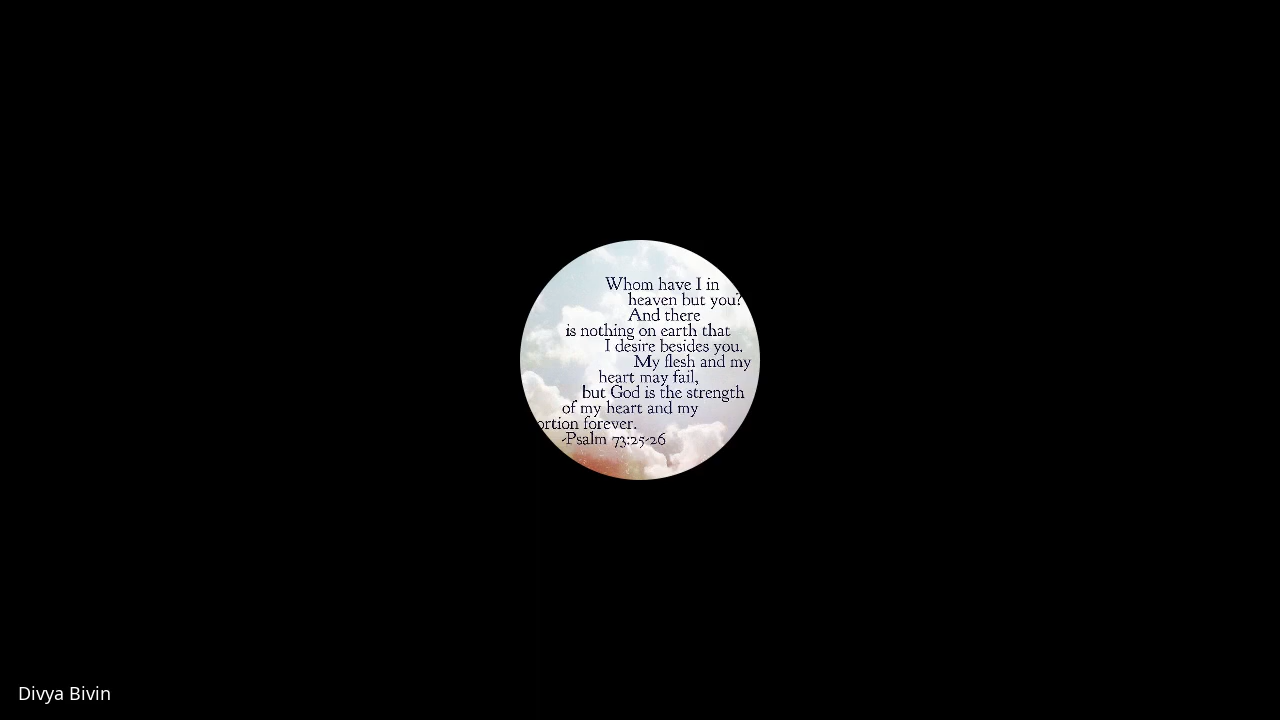 Whom have I in
heaven but you?
And there
is nothing on earth that
I desire besides you.
My flesh and my
heart may fail,
but God is the strength
of my heart and my
ortion forever.
-Psalm 73:25-26
Divya Bivin